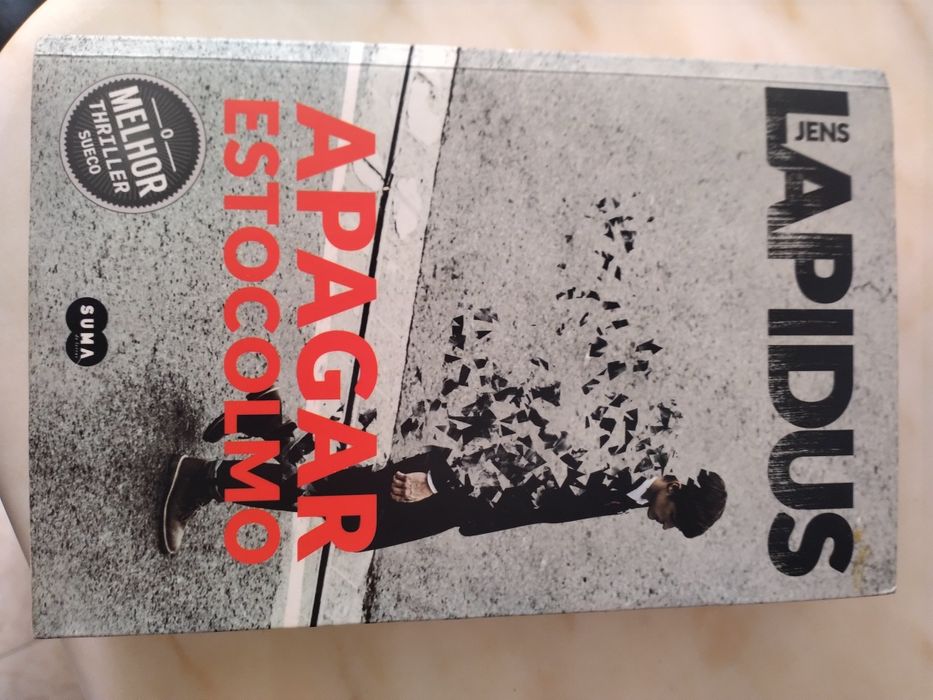 JENS
LAPIDUS
APAGAR
ESTOCOLMO
O
MELHOR
THRILLER
SUECO
SUMA